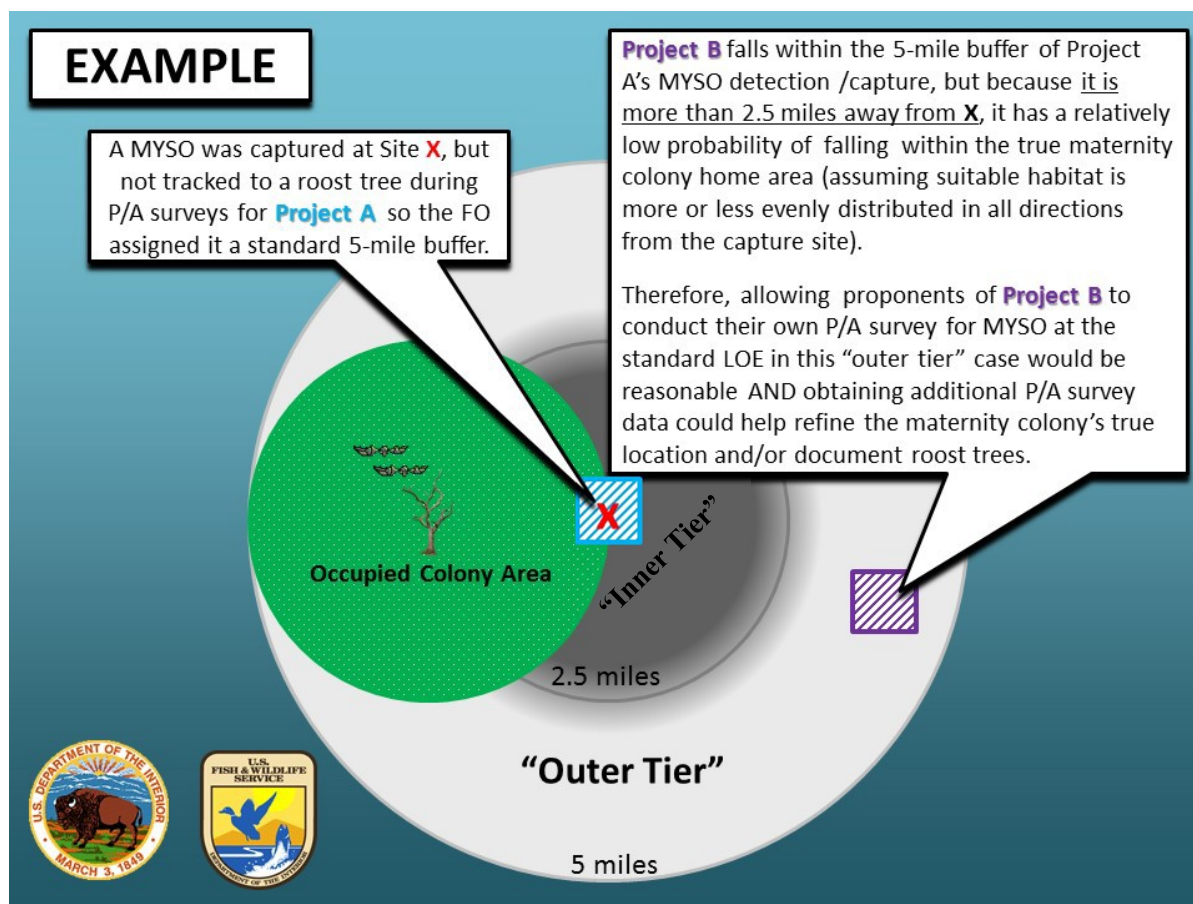 EXAMPLE
A MYSO was captured at Site X, but
not tracked to a roost tree during
P/A surveys for Project A so the FO
assigned it a standard 5-mile buffer.
Project B falls within the 5-mile buffer of Project
A’s MYSO detection /capture, but because it is
more than 2.5 miles away from X, it has a relatively
low probability of falling within the true maternity
colony home area (assuming suitable habitat is
more or less evenly distributed in all directions
from the capture site).
Therefore, allowing proponents of Project B to
conduct their own P/A survey for MYSO at the
standard LOE in this “outer tier” case would be
reasonable AND obtaining additional P/A survey
data could help refine the maternity colony’s true
location and/or document roost trees.
X
“Inner Tier”
Occupied Colony Area
2.5 miles
“Outer Tier”
5 miles
U.S. DEPARTMENT OF THE INTERIOR
MARCH 3, 1849
U.S.
FISH & WILDLIFE
SERVICE
DEPARTMENT OF THE INTERIOR